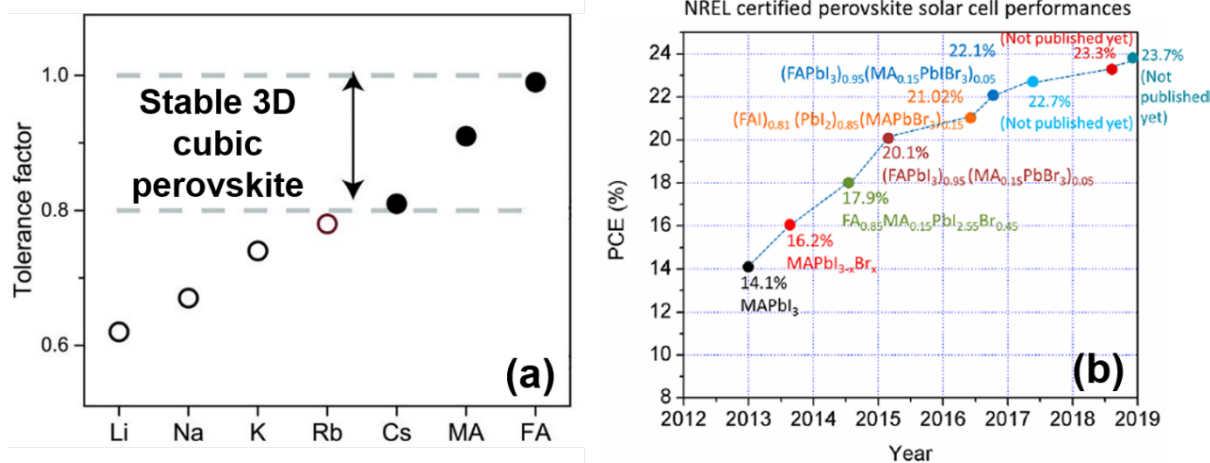 Tolerance factor
1.0
0.8
0.6
Stable 3D
cubic
perovskite
(a)
Li Na K Rb Cs MA FA
NREL certified perovskite solar cell performances
PCE (%)
24
22
20
18
16
14
12
10
8
(Not published yet)
23.3%
23.7%
(Not
published
yet)
22.1%
(FAPbI₃)₀.₉₅(MA₀.₁₅PbIBr₃)₀.₀₅
21.02%
(FAI)₀.₈₁ (PbI₂)₀.₈₅(MAPbBr₃)₀.₁₅
22.7%
(Not published yet)
20.1%
(FAPbI₃)₀.₉₅(MA₀.₁₅PbBr₃)₀.₀₅
17.9%
FA₀.₈₅MA₀.₁₅PbI₂.₅₅Br₀.₄₅
16.2%
MAPbI₃₋ₓBrₓ
14.1%
MAPbI₃
(b)
2012 2013 2014 2015 2016 2017 2018 2019
Year